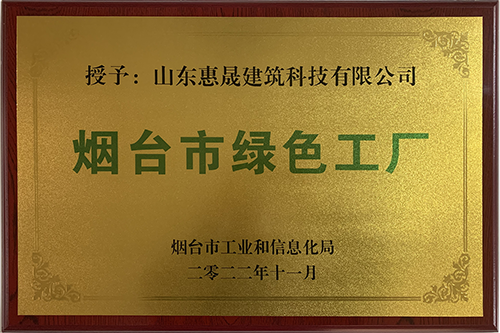 授予：山东惠晟建筑科技有限公司
烟台市绿色工厂
烟台市工业和信息化局
二零二二年十一月